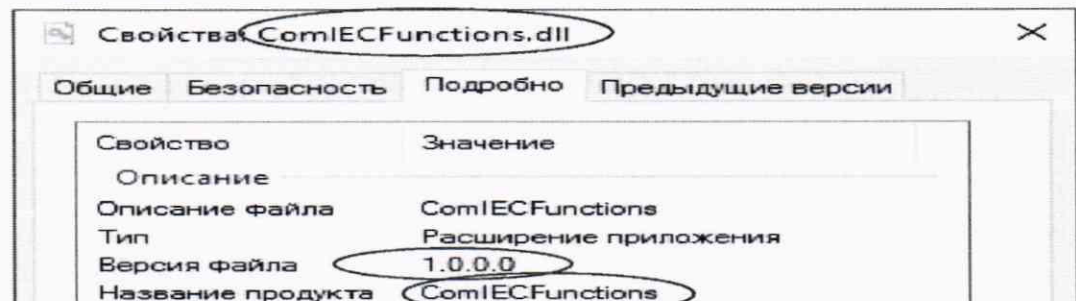 Свойства: ComIECFunctions.dll
Общие Безопасность Подробно Предыдущие версии
Свойство Значение
Описание
Описание файла ComIECFunctions
Тип Расширение приложения
Версия файла 1.0.0.0
Название продукта ComIECFunctions